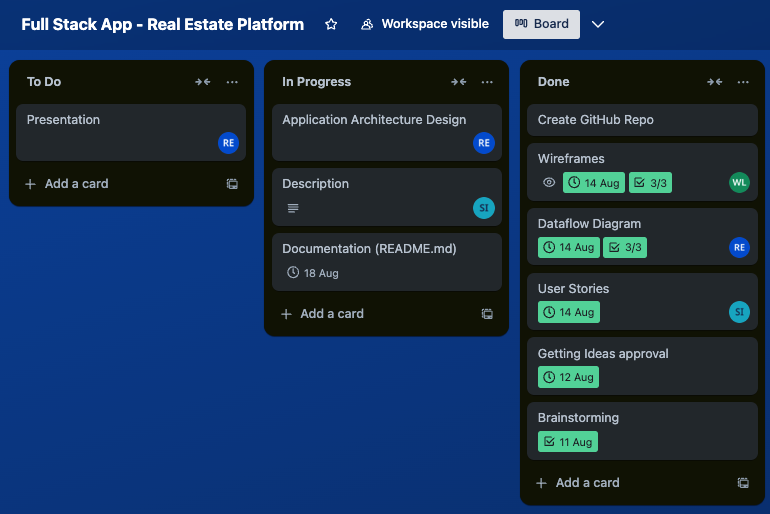 Full Stack App - Real Estate Platform
Workspace visible
Board
To Do
Presentation
RE
Add a card
In Progress
Application Architecture Design
RE
Description
SI
Documentation (README.md)
18 Aug
Add a card
Done
Create GitHub Repo
Wireframes
14 Aug
3/3
WL
Dataflow Diagram
14 Aug
3/3
RE
User Stories
14 Aug
SI
Getting Ideas approval
12 Aug
Brainstorming
11 Aug
Add a card